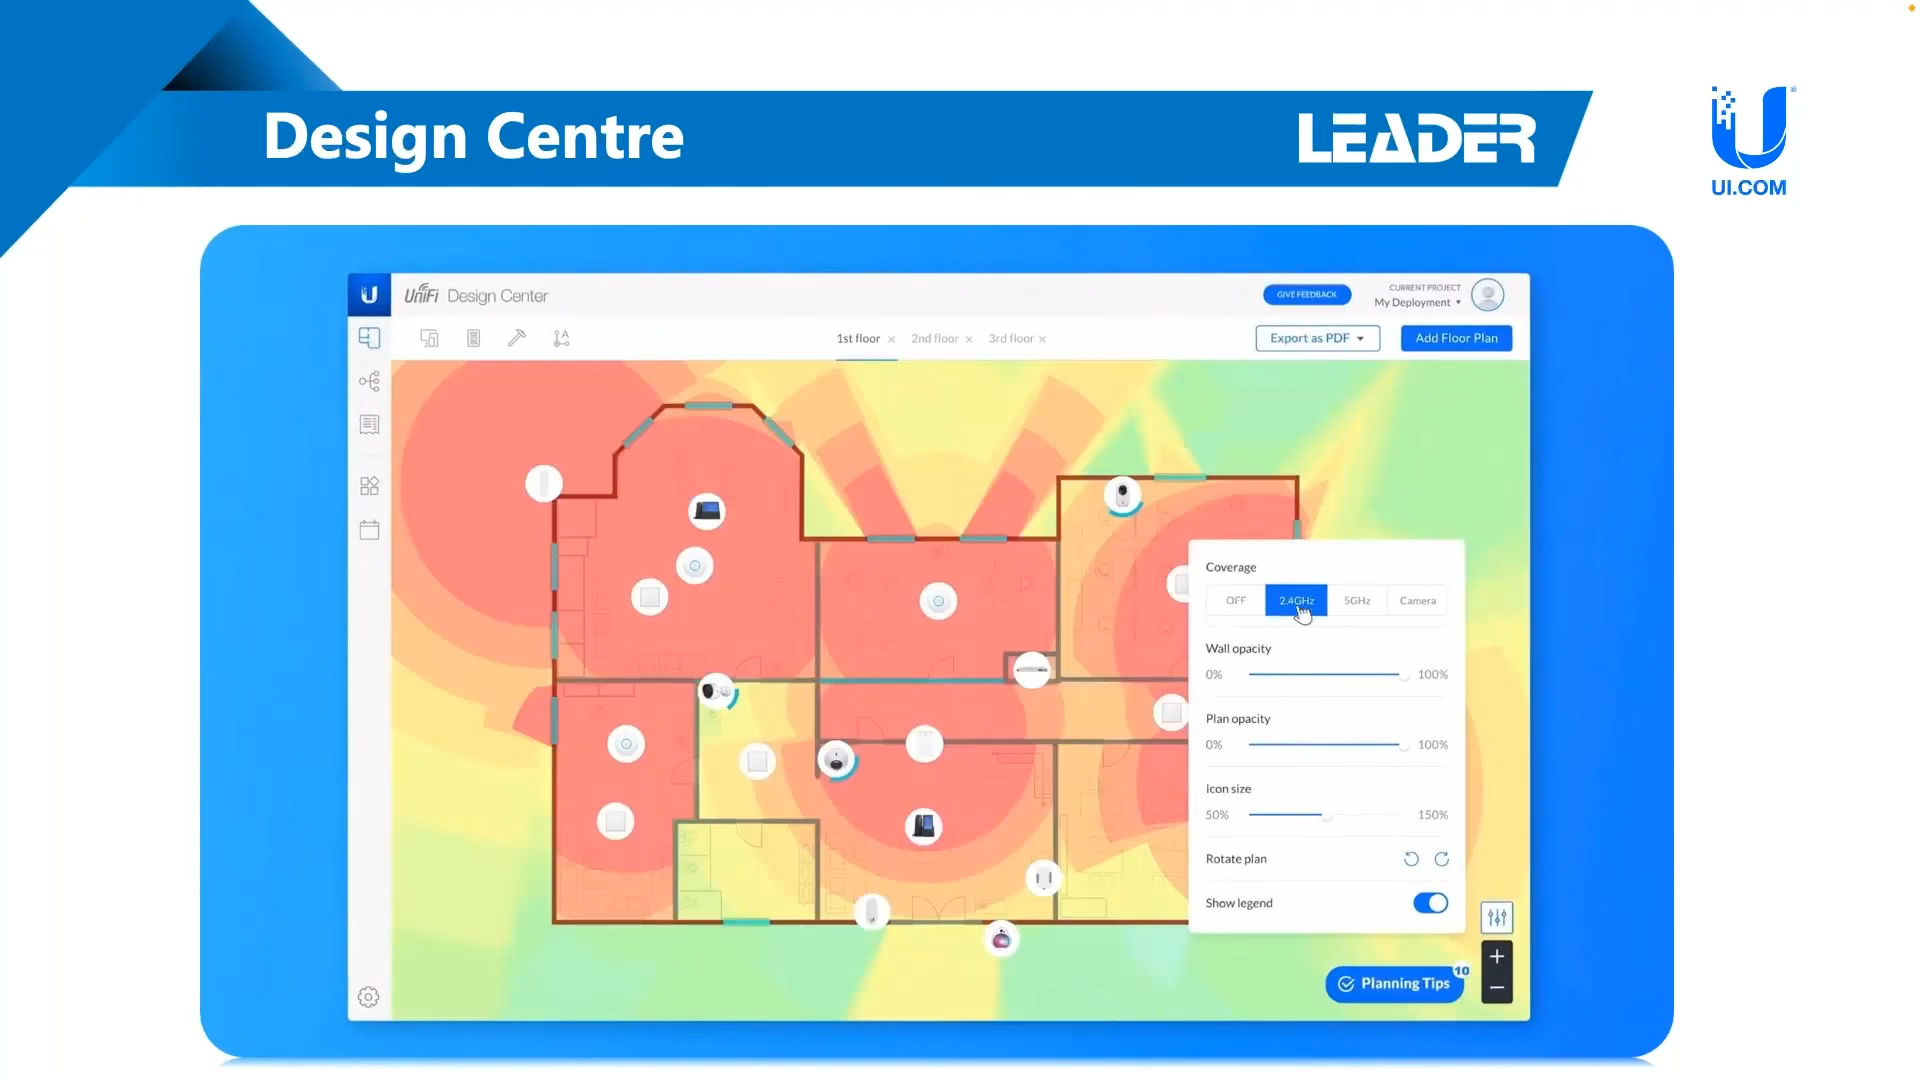 Design Centre
LEADER
UI.COM
UniFi Design Center
GIVE FEEDBACK
CURRENT PROJECT
My Deployment
1st floor
2nd floor
3rd floor
Export as PDF
Add Floor Plan
Coverage
OFF
2.4GHz
5GHz
Camera
Wall opacity
0%
100%
Plan opacity
0%
100%
Icon size
50%
150%
Rotate plan
Show legend
Planning Tips
10